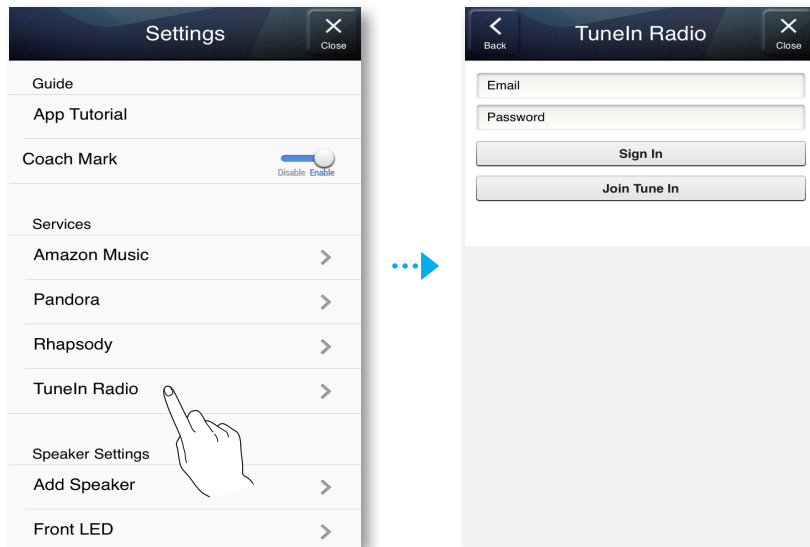 Settings
Close
Guide
App Tutorial
Coach Mark
Disable Enable
Services
Amazon Music
Pandora
Rhapsody
TuneIn Radio
Speaker Settings
Add Speaker
Front LED
Back
TuneIn Radio
Close
Email
Password
Sign In
Join Tune In